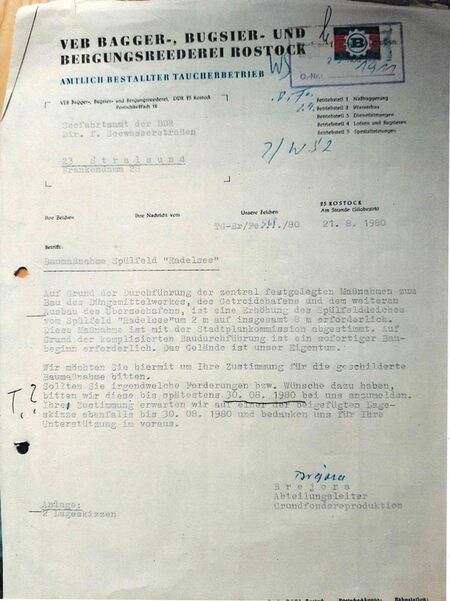 VEB BAGGER-, BUGSIER- UND
BERGUNGSREEDEREI ROSTOCK
AMTLICH BESTALLTER TAUCHERBETRIEB
VEB Bagger-, Bugsier- und Bergungsreederei, DDR 25 Rostock
Seefahrtsamt der DDR
Dir. f. Seewasserstraßen
23 Stralsund
Frankendamm
Betriebsteil 1 Naßbaggerung
Betriebsteil 2 Wasserbau
Betriebsteil 3 Dienstleistungen
Betriebsteil 4 Lotsen und Bugsieren
Betriebsteil 5 Spezialleistungen
Ihre Zeichen
Ihre Nachricht vom
Unsere Zeichen
25 ROSTOCK
Am Strande (Silobezirk)
/80
21. 8. 1980
Betrifft:
Baumaßnahme Spülfeld "Radelsee"
Auf Grund der Durchführung der zentral festgelegten Maßnahmen zum
Bau des Düngemittelwerkes, des Getreidehafens und dem weiteren
Ausbau des Überseehafens, ist eine Erhöhung des Spülfelddeiches
vom Spülfeld "Radelsee" um 2 m auf insgesamt 8 m erforderlich.
Diese Maßnahme ist mit der Stadtplankommission abgestimmt. Auf
Grund der komplizierten Baudurchführung ist ein sofortiger Bau-
beginn erforderlich. Das Gelände ist unser Eigentum.
Wir möchten Sie hiermit um Ihre Zustimmung für die geschilderte
Baumaßnahme bitten.
Sollten Sie irgendwelche Forderungen bzw. Wünsche dazu haben,
bitten wir diese bis spätestens 30. 08. 1980 bei uns anzumelden.
Ihre Zustimmung erwarten wir auf einer der beigefügten Lage-
skizze ebenfalls bis 30. 08. 1980 und bedanken uns für Ihre
Unterstützung im voraus.
Brejora
Brejora
Abteilungsleiter
Grundfondsreproduktion
Anlage:
2 Lageskizzen